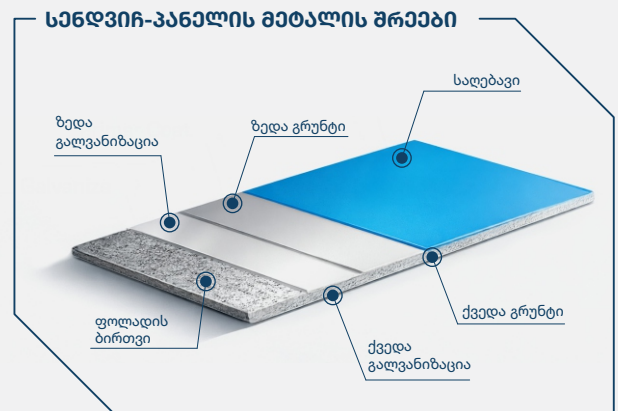 სენდვიჩ-პანელის მეტალის შრეები
საღებავი
ზედა
გალვანიზაცია
ზედა გრუნტი
ფოლადის
ბირთვი
ქვედა
გალვანიზაცია
ქვედა გრუნტი